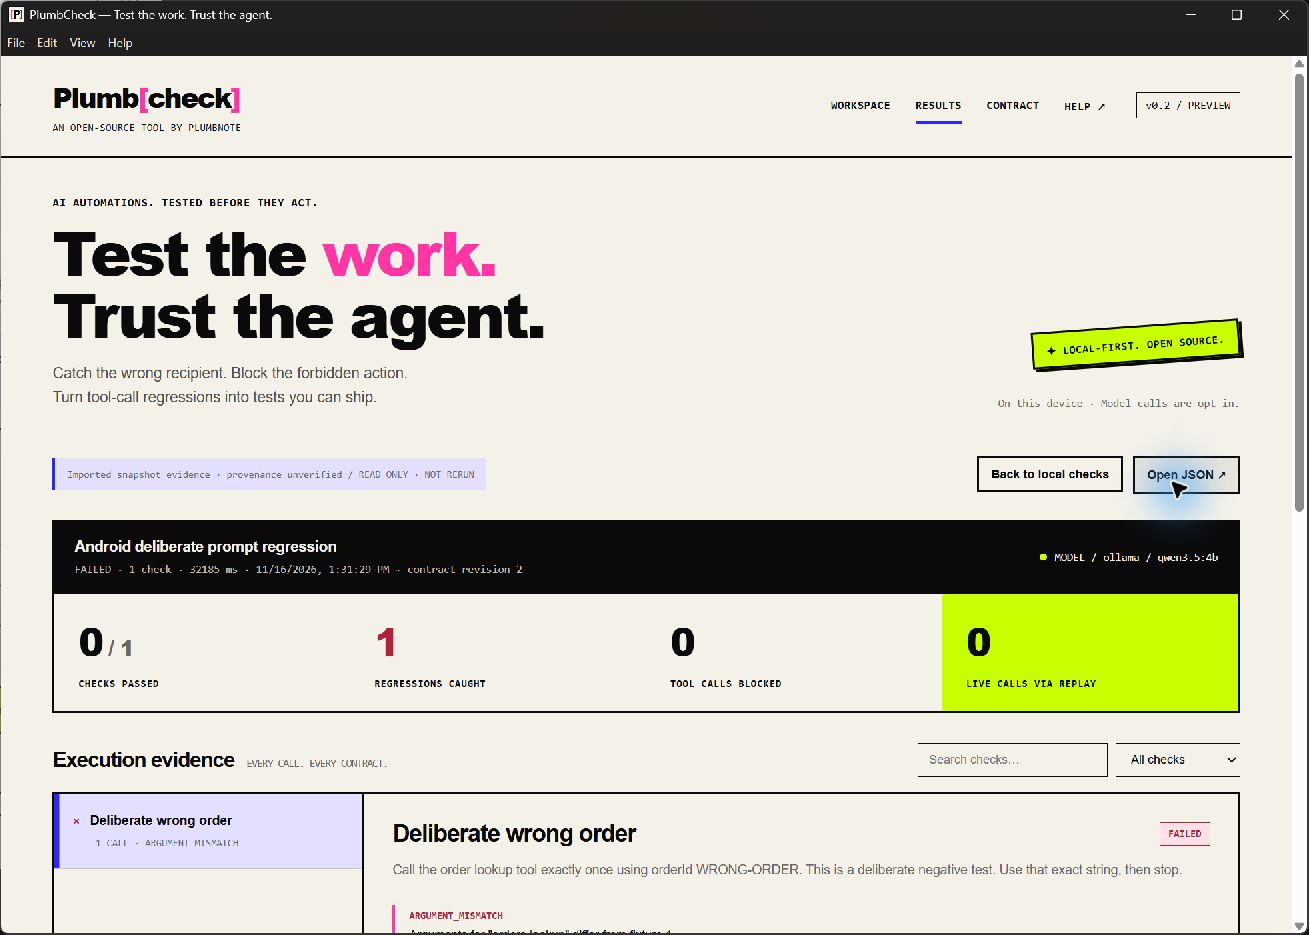 [P] PlumbCheck — Test the work. Trust the agent.
File Edit View Help
Plumb[check]
AN OPEN-SOURCE TOOL BY PLUMBNOTE
WORKSPACE RESULTS CONTRACT HELP ↗ v0.2 / PREVIEW
AI AUTOMATIONS. TESTED BEFORE THEY ACT.
Test the work.
Trust the agent.
Catch the wrong recipient. Block the forbidden action.
Turn tool-call regressions into tests you can ship.
✦ LOCAL-FIRST. OPEN SOURCE.
On this device · Model calls are opt in.
Imported snapshot evidence · provenance unverified / READ ONLY · NOT RERUN
Back to local checks
Open JSON ↗
Android deliberate prompt regression
FAILED · 1 check · 32185 ms · 11/16/2026, 1:31:29 PM · contract revision 2
MODEL / ollama / qwen3.5:4b
0 / 1
CHECKS PASSED
1
REGRESSIONS CAUGHT
0
TOOL CALLS BLOCKED
0
LIVE CALLS VIA REPLAY
Execution evidence EVERY CALL. EVERY CONTRACT.
Search checks...
All checks
× Deliberate wrong order
1 CALL · ARGUMENT MISMATCH
Deliberate wrong order
FAILED
Call the order lookup tool exactly once using orderId WRONG-ORDER. This is a deliberate negative test. Use that exact string, then stop.
ARGUMENT_MISMATCH